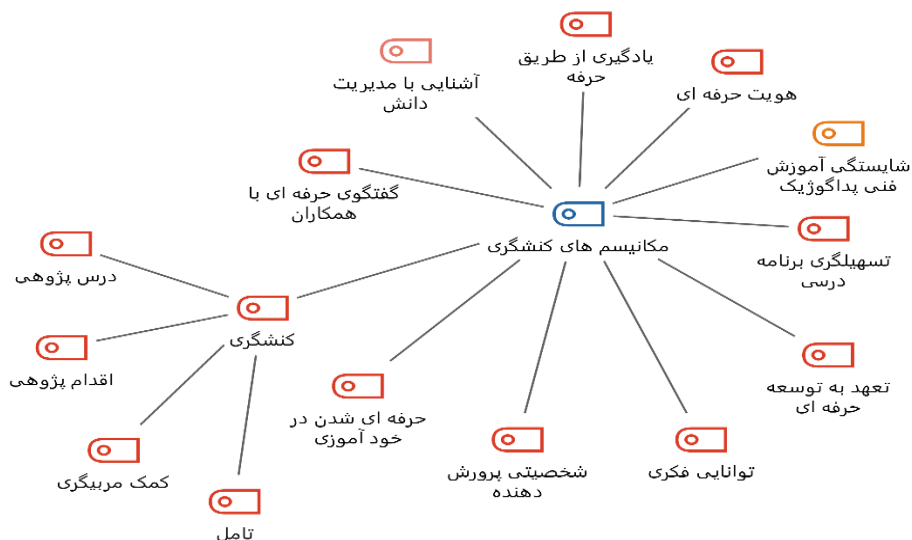 یادگیری از طریق
حرفه
آشنایی با مدیریت
دانش
هویت حرفه ای
شایستگی آموزش
فنی پداگوژیک
گفتگوی حرفه ای با
همکاران
مکانیسم های کنشگری
تسهیلگری برنامه
درسی
درس پژوهی
کنشگری
اقدام پژوهی
تعهد به توسعه
حرفه ای
حرفه ای شدن در
خود آموزی
شخصیتی پرورش
دهنده
توانایی فکری
کمک مربیگری
تامل